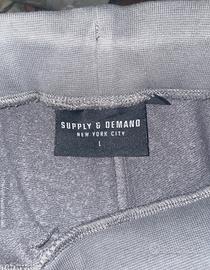 SUPPLY & DEMAND
NEW YORK CITY
L